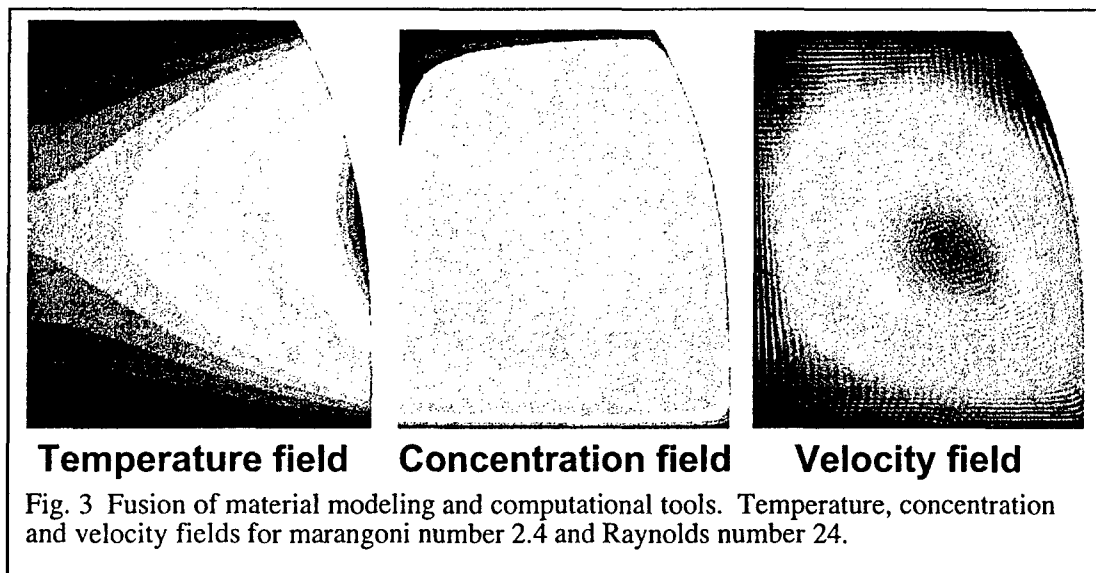 Temperature field Concentration field Velocity field
Fig. 3 Fusion of material modeling and computational tools. Temperature, concentration
and velocity fields for marangoni number 2.4 and Raynolds number 24.